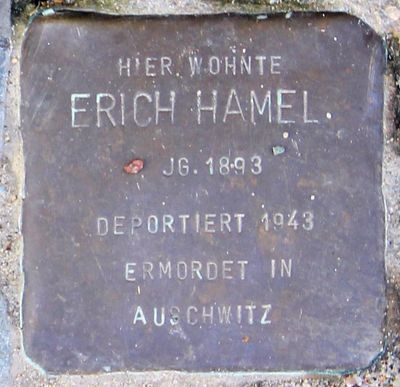 HIER WOHNTE
ERICH HAMEL
JG. 1893
DEPORTIERT 1943
ERMORDET IN
AUSCHWITZ